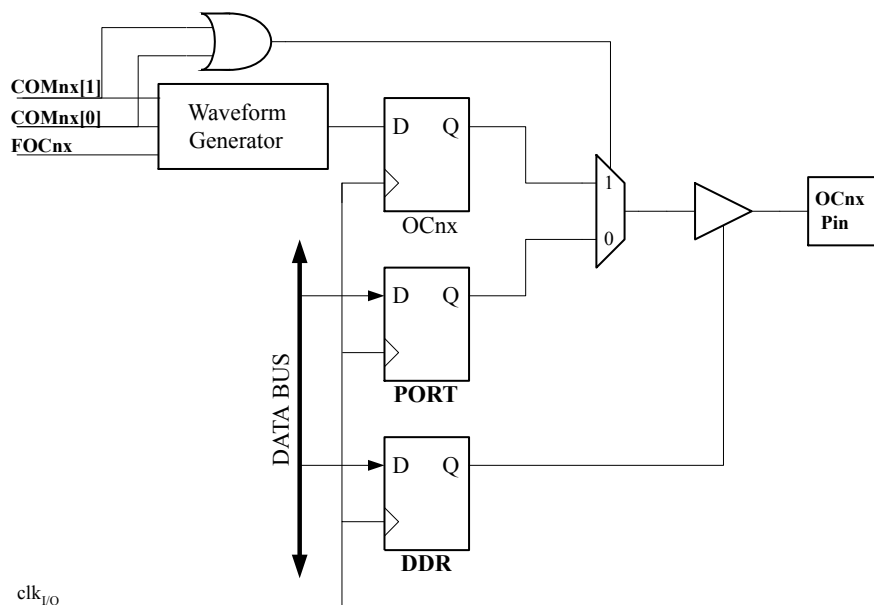 COMnx[1]
COMnx[0]
FOCnx
Waveform
Generator
D Q
OCnx
1
0
OCnx
Pin
D Q
PORT
DATA BUS
D Q
DDR
clkI/O